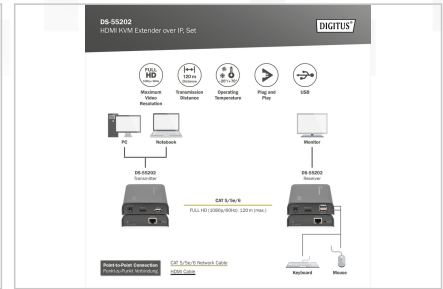 DS-55202
HDMI KVM Extender over IP, Set
DIGITUS®
FULL
HD
120 m
Distance
Maximum
Video
Resolution
Transmission
Distance
Operating
Temperature
Plug and
Play
USB
PC
Notebook
Monitor
DS-55202
Transmitter
DS-55202
Receiver
CAT 5/5e/6
FULL HD (1080p/60Hz) 120 m (max.)
Point-to-Point Connection
Punkt-zu-Punkt Verbindung
CAT 5/5e/6 Network Cable
HDMI Cable
Keyboard
Mouse